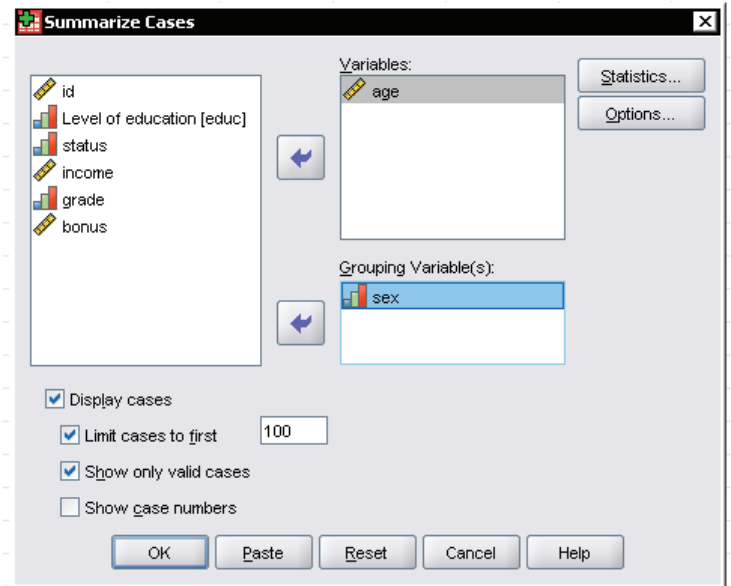 Summarize Cases
id
Level of education [educ]
status
income
grade
bonus
Variables:
age
Statistics...
Options...
Grouping Variable(s):
sex
Display cases
Limit cases to first 100
Show only valid cases
Show case numbers
OK Paste Reset Cancel Help